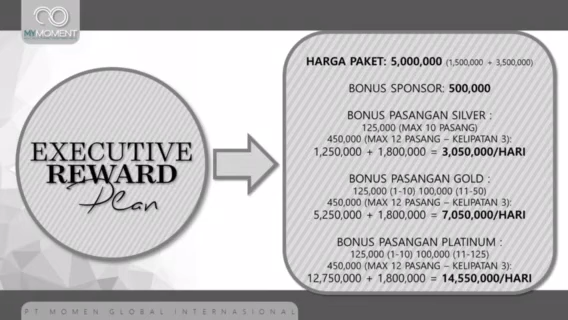 MYMOMENT
EXECUTIVE
REWARD
Plan
HARGA PAKET: 5,000,000 (1,500,000 + 3,500,000)
BONUS SPONSOR: 500,000
BONUS PASANGAN SILVER :
125,000 (MAX 10 PASANG)
450,000 (MAX 12 PASANG – KELIPATAN 3):
1,250,000 + 1,800,000 = 3,050,000/HARI
BONUS PASANGAN GOLD :
125,000 (1-10) 100,000 (11-50)
450,000 (MAX 12 PASANG – KELIPATAN 3):
5,250,000 + 1,800,000 = 7,050,000/HARI
BONUS PASANGAN PLATINUM :
125,000 (1-10) 100,000 (11-125)
450,000 (MAX 12 PASANG – KELIPATAN 3):
12,750,000 + 1,800,000 = 14,550,000/HARI
PT MOMEN GLOBAL INTERNASIONAL